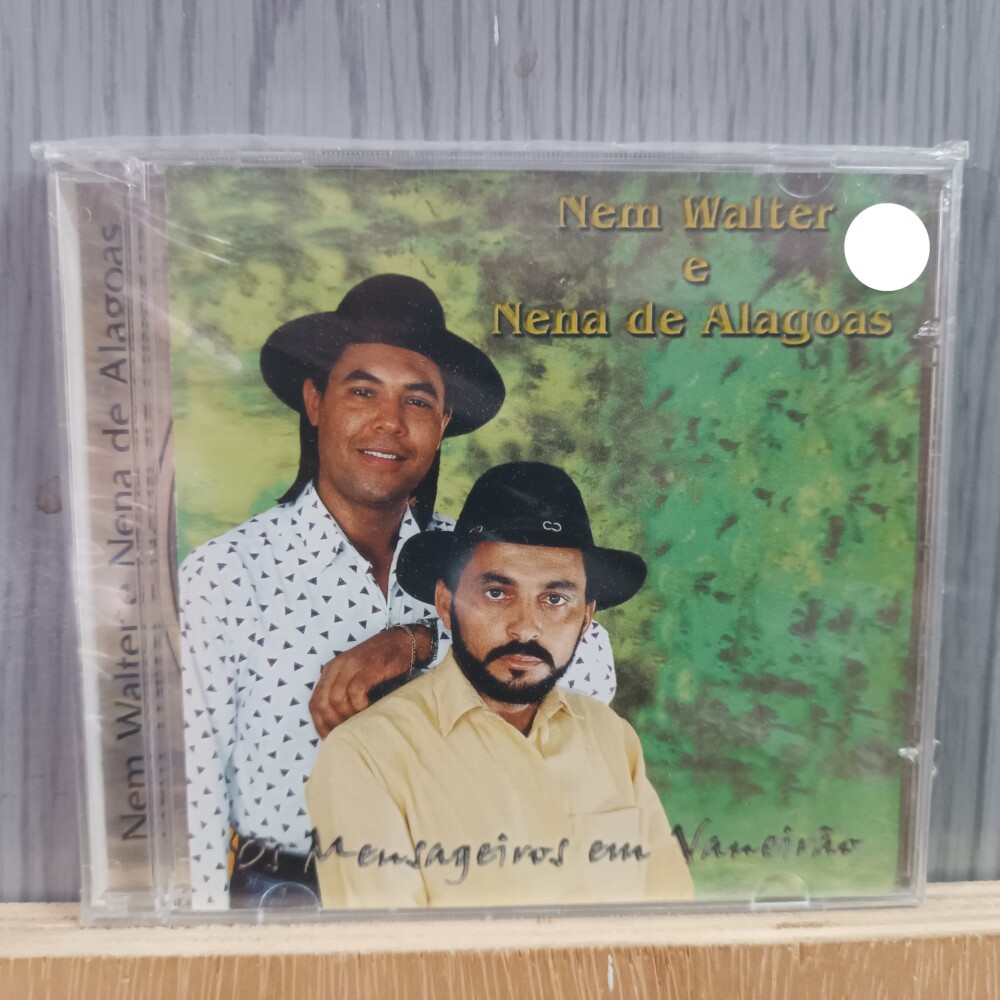 Nem Walter
e
Nena de Alagoas
Os Mensageiros em Vaneirão
Nem Walter e Nena de Alagoas